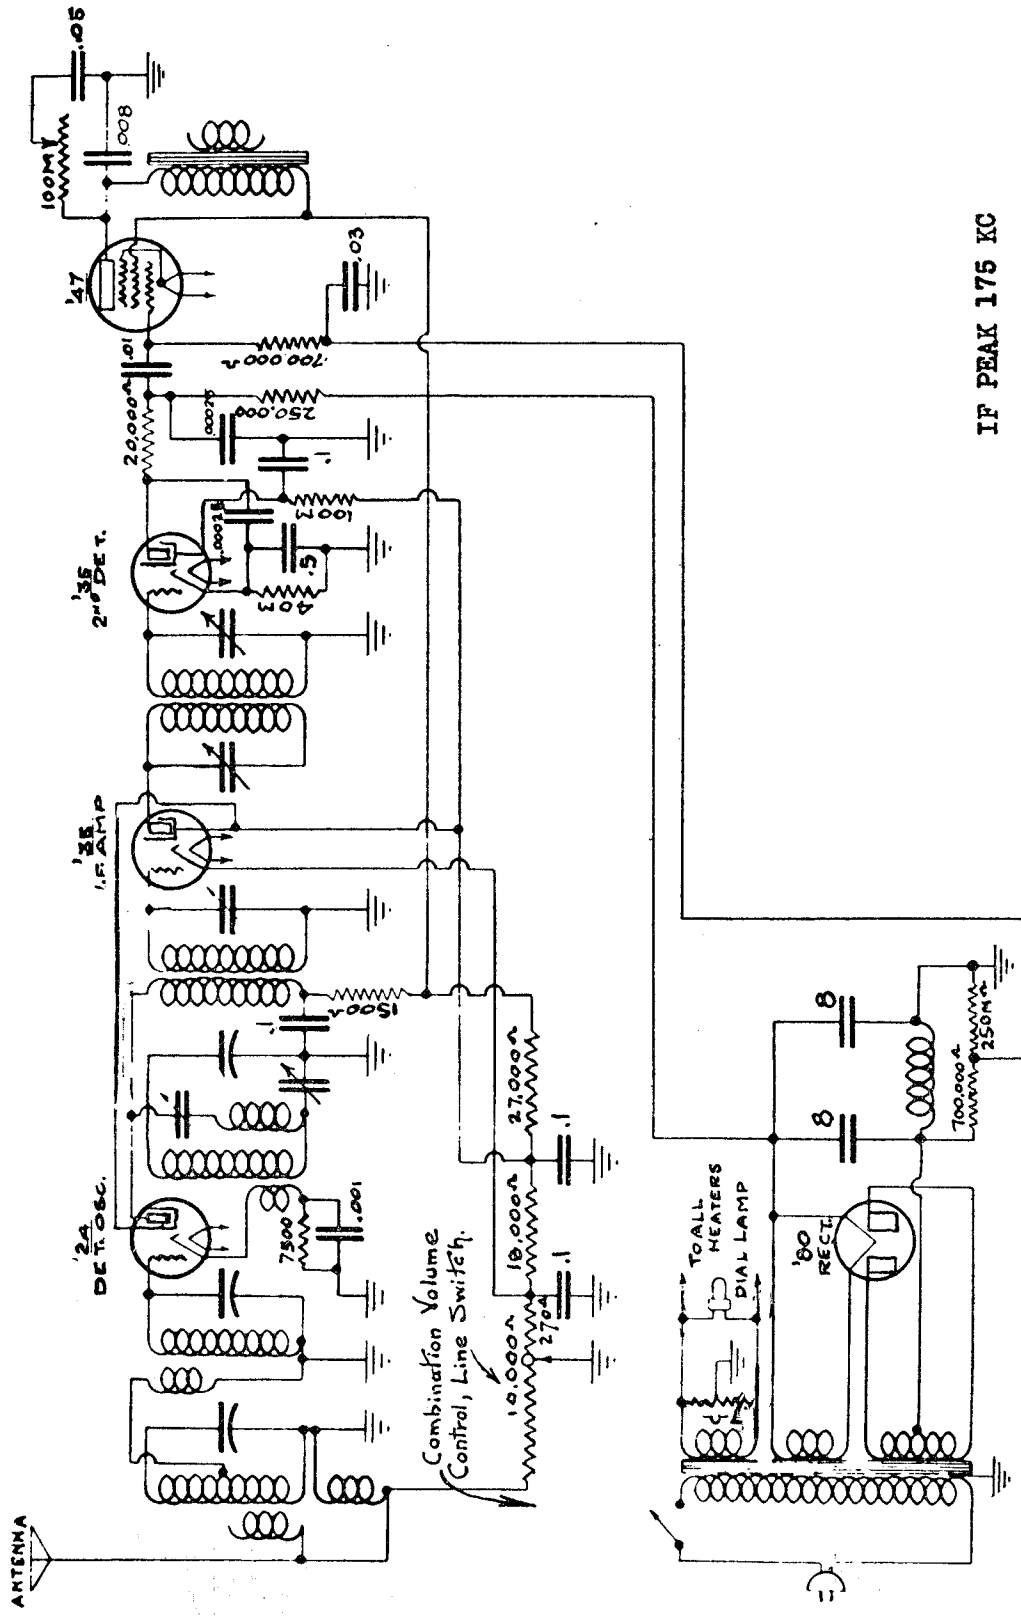 ANTENNA
'24
DET. OSC.
7500
.001
.1
1500Ω
'35
I.F. AMP
'35
2ND DET.
40M
.5
.00025
100M
.1
20,000Ω
.01
.00025
250,000
700,000Ω
.03
'47
100M
.05
.008
Combination Volume
Control, Line Switch.
10,000Ω
270Ω
.1
18,000Ω
.1
27,000Ω
TO ALL
HEATERS
DIAL LAMP
'80
RECT.
8
8
700,000Ω
250MΩ
IF PEAK 175 KC